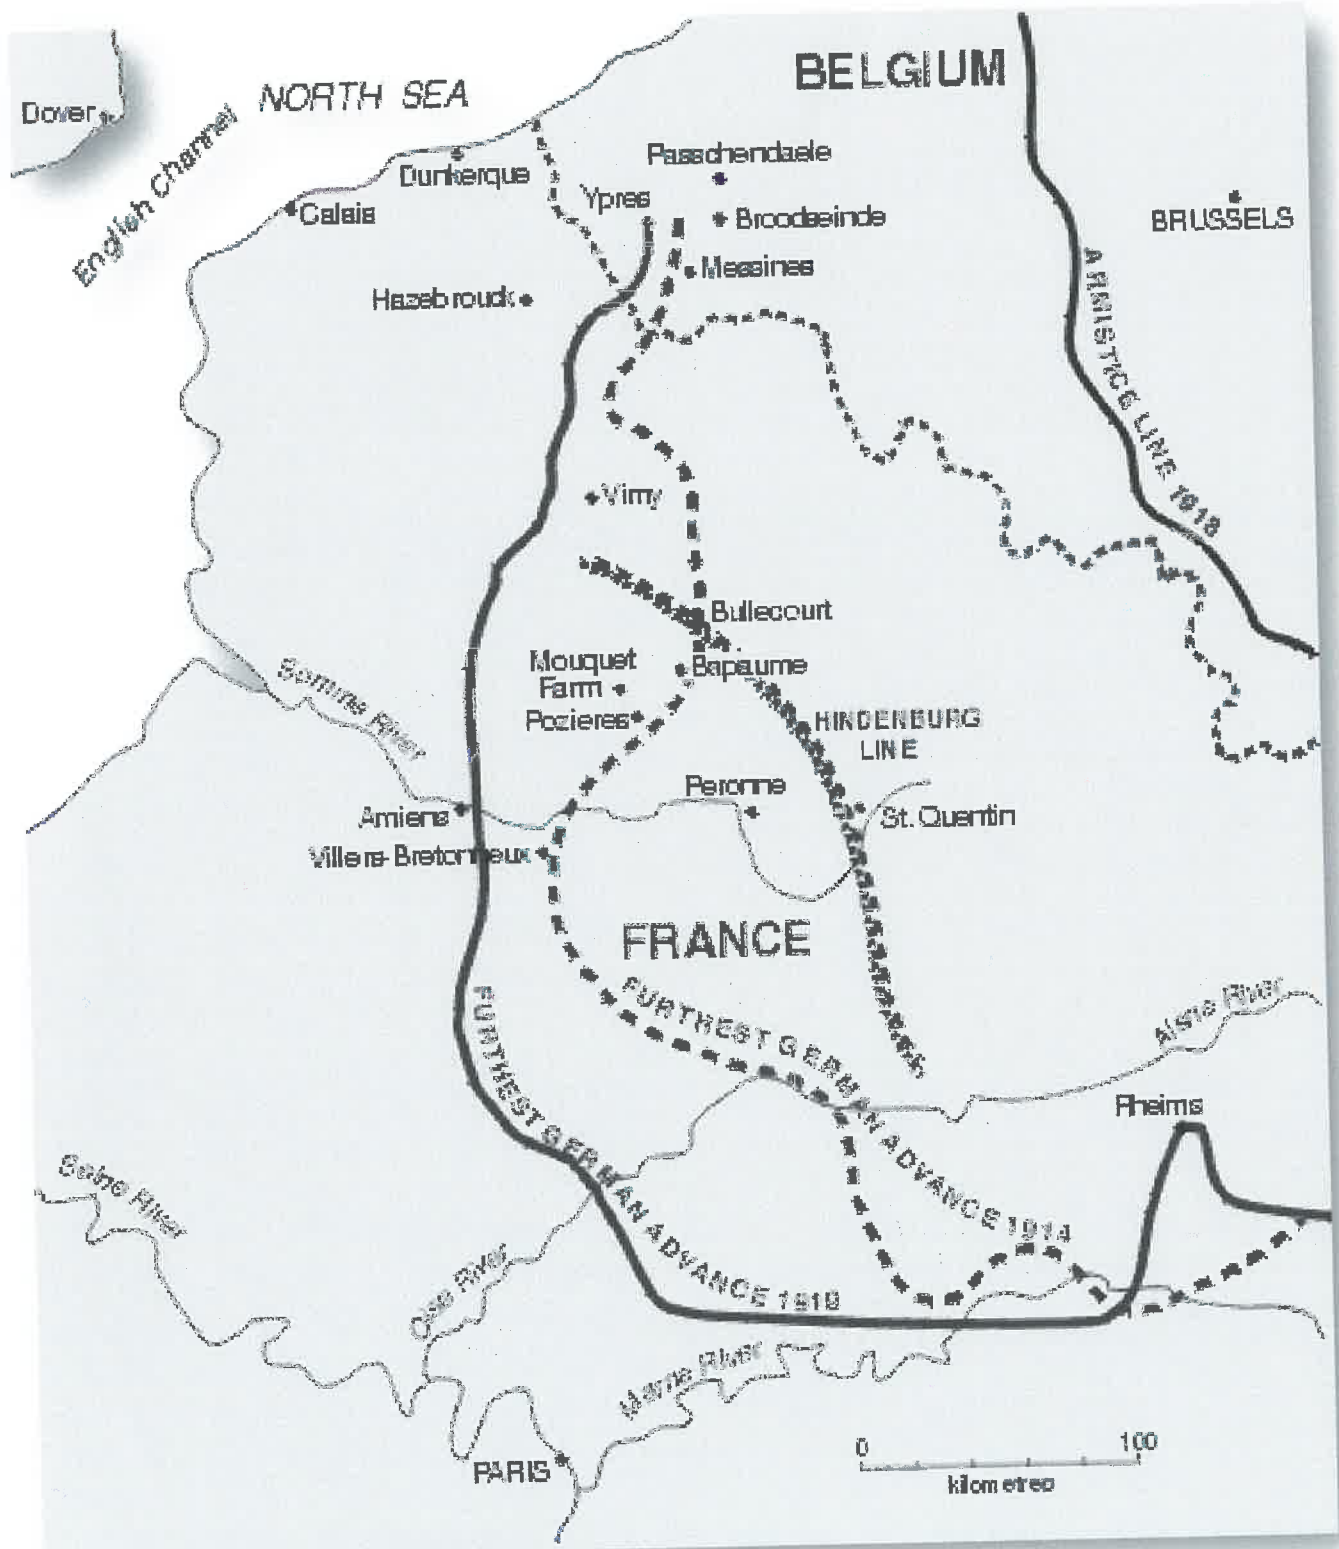 BELGIUM
NORTH SEA
Dover
English Channel
Passchendaele
Dunkerque
Ypres
Calais
Broodseinde
BRUSSELS
Messines
Hazebrouck
ARMISTICE LINE 1918
Vimy
Bullecourt
Mouquet
Farm
Bapaume
Somme River
Pozieres
HINDENBURG
LINE
Peronne
Amiens
St. Quentin
Villers-Bretonneux
FRANCE
FURTHEST GERMAN ADVANCE 1914
Aisne River
FURTHEST GERMAN ADVANCE 1918
Rheims
Seine River
Oise River
Marne River
PARIS
0 100
kilometres